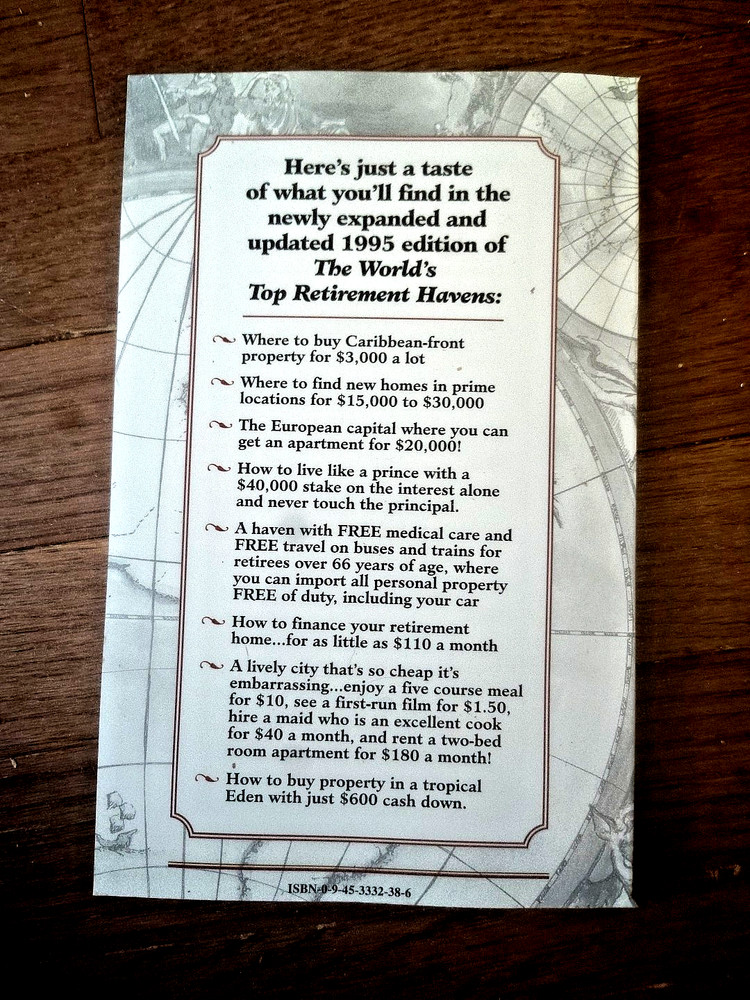 Here's just a taste
of what you'll find in the
newly expanded and
updated 1995 edition of
The World's
Top Retirement Havens:
Where to buy Caribbean-front
property for $3,000 a lot
Where to find new homes in prime
locations for $15,000 to $30,000
The European capital where you can
get an apartment for $20,000!
How to live like a prince with a
$40,000 stake on the interest alone
and never touch the principal.
A haven with FREE medical care and
FREE travel on buses and trains for
retirees over 66 years of age, where
you can import all personal property
FREE of duty, including your car
How to finance your retirement
home...for as little as $110 a month
A lively city that's so cheap it's
embarrassing...enjoy a five course meal
for $10, see a first-run film for $1.50,
hire a maid who is an excellent cook
for $40 a month, and rent a two-bed
room apartment for $180 a month!
How to buy property in a tropical
Eden with just $600 cash down.
ISBN-0-9-45-3332-38-6